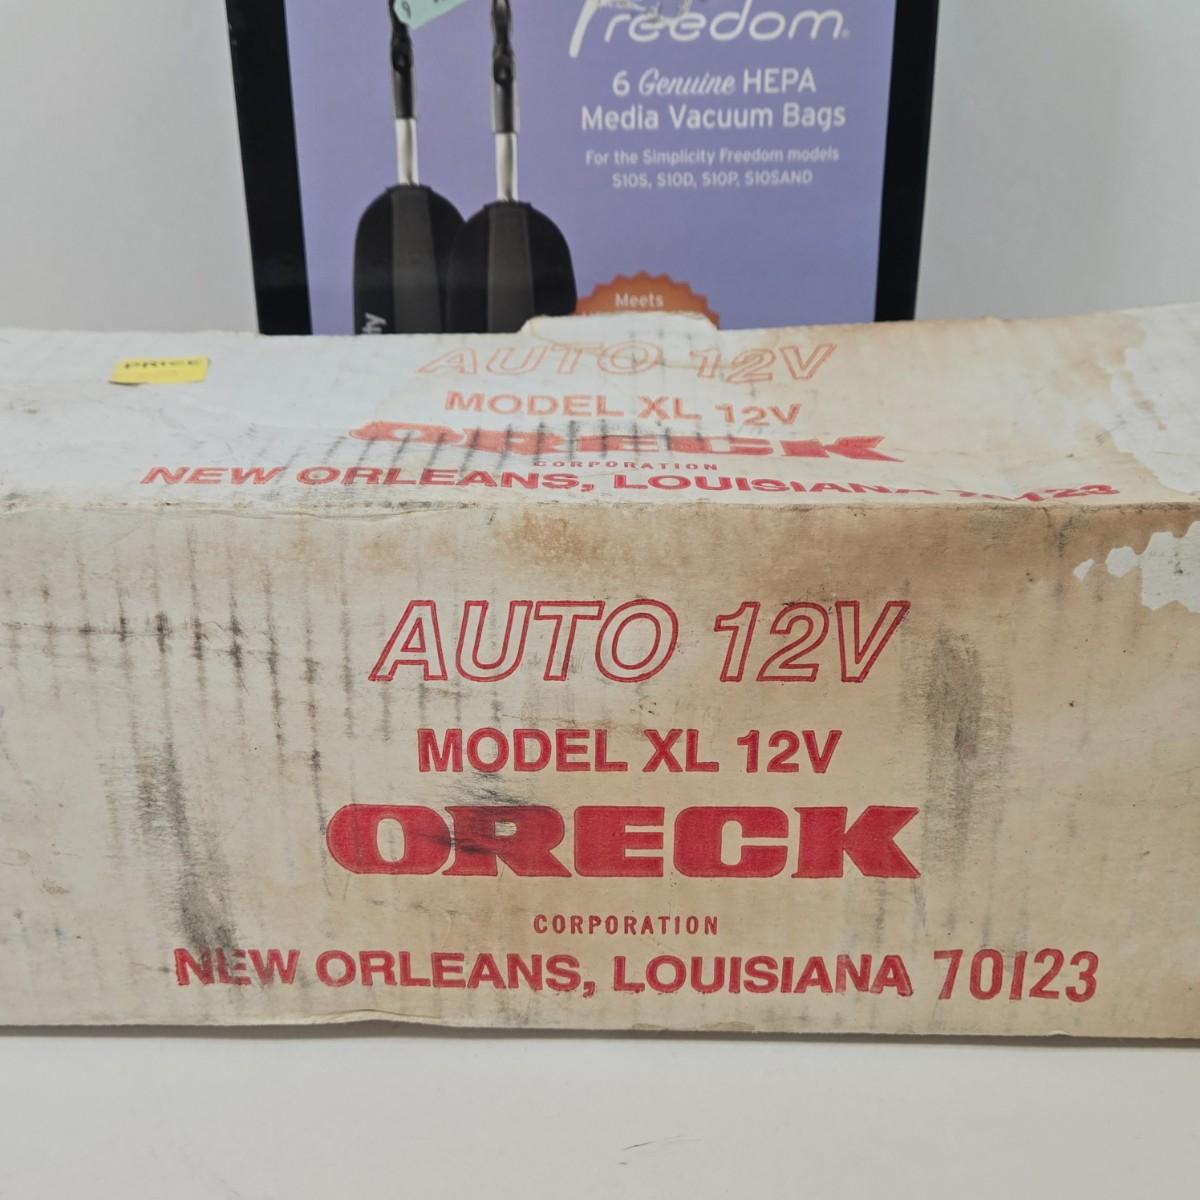 Freedom®
6 Genuine HEPA
Media Vacuum Bags
For the Simplicity Freedom models
S10S, S10D, S10P, S10SAND
Meets
PRICE
AUTO 12V
MODEL XL 12V
ORECK
CORPORATION
NEW ORLEANS, LOUISIANA 70123
AUTO 12V
MODEL XL 12V
ORECK
CORPORATION
NEW ORLEANS, LOUISIANA 70123